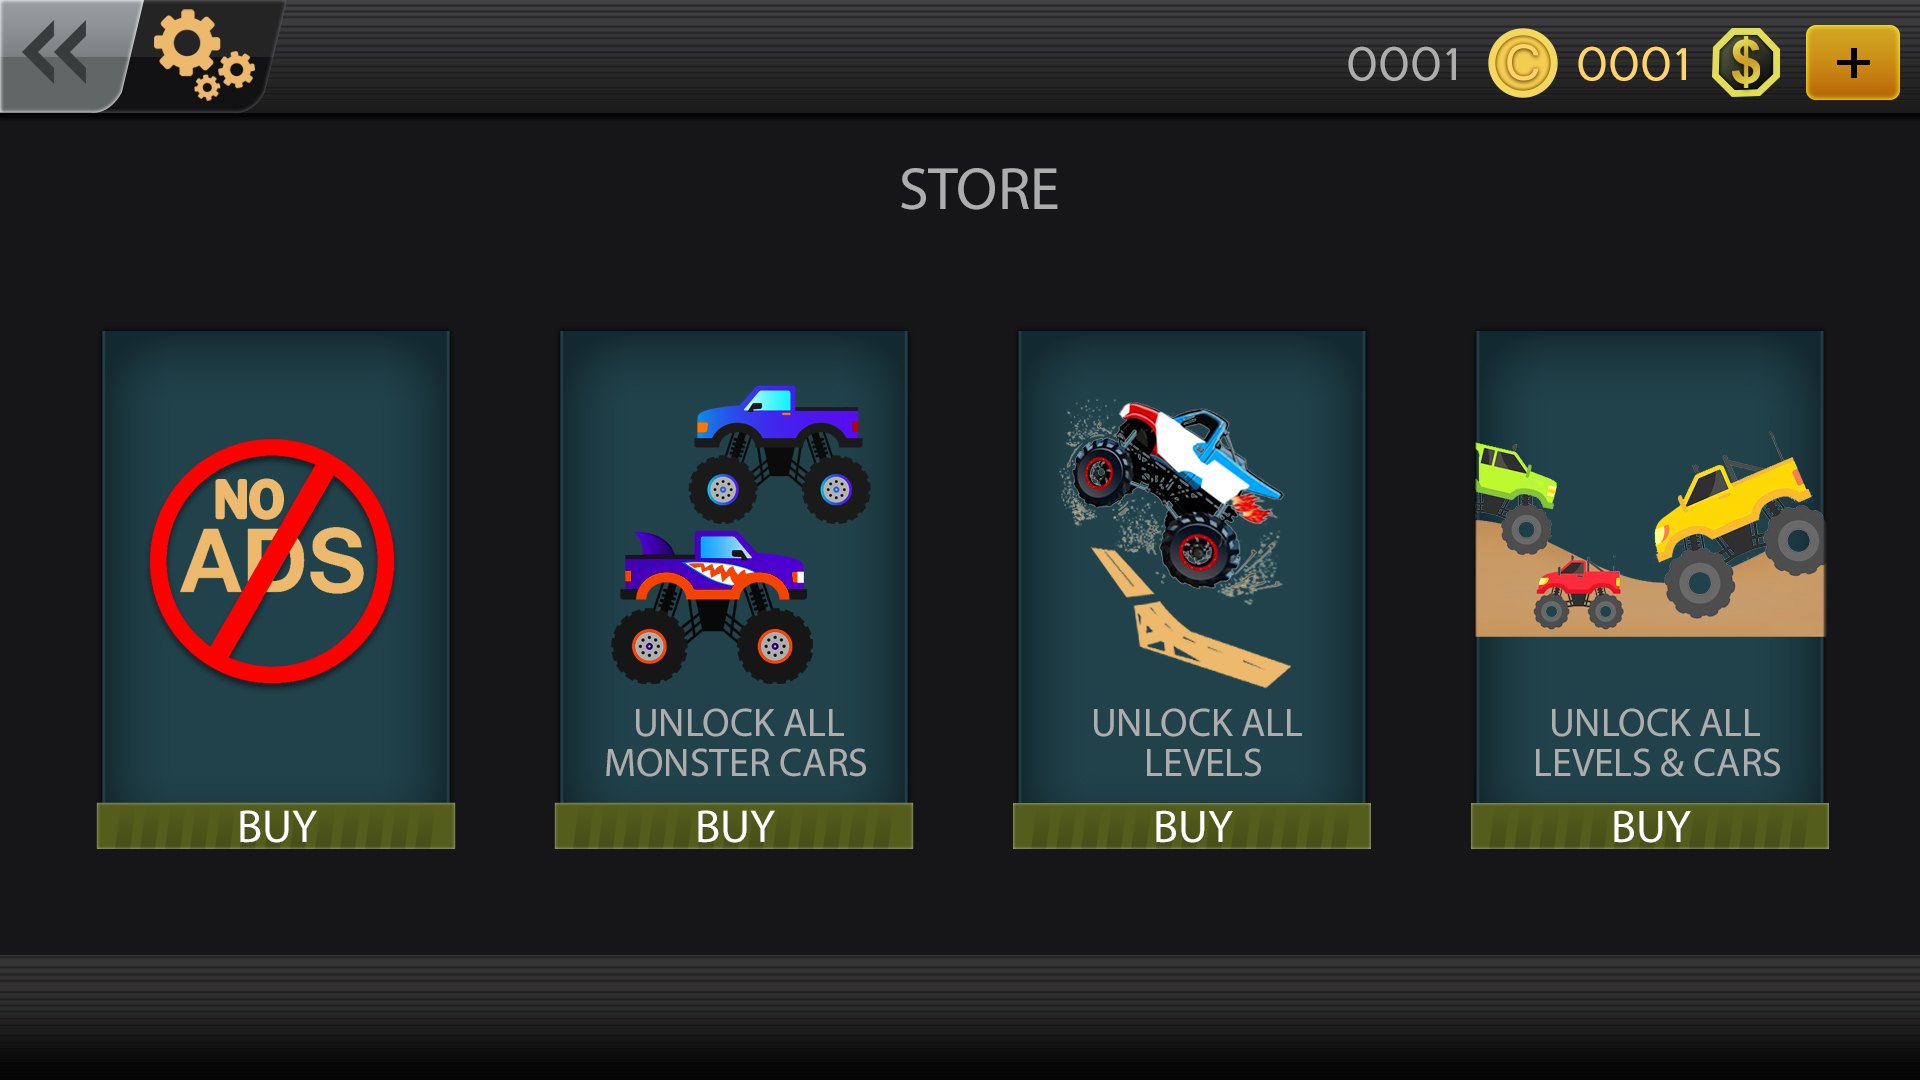 0001 C 0001 $ +
STORE
NO
ADS
UNLOCK ALL
MONSTER CARS
UNLOCK ALL
LEVELS
UNLOCK ALL
LEVELS & CARS
BUY
BUY
BUY
BUY